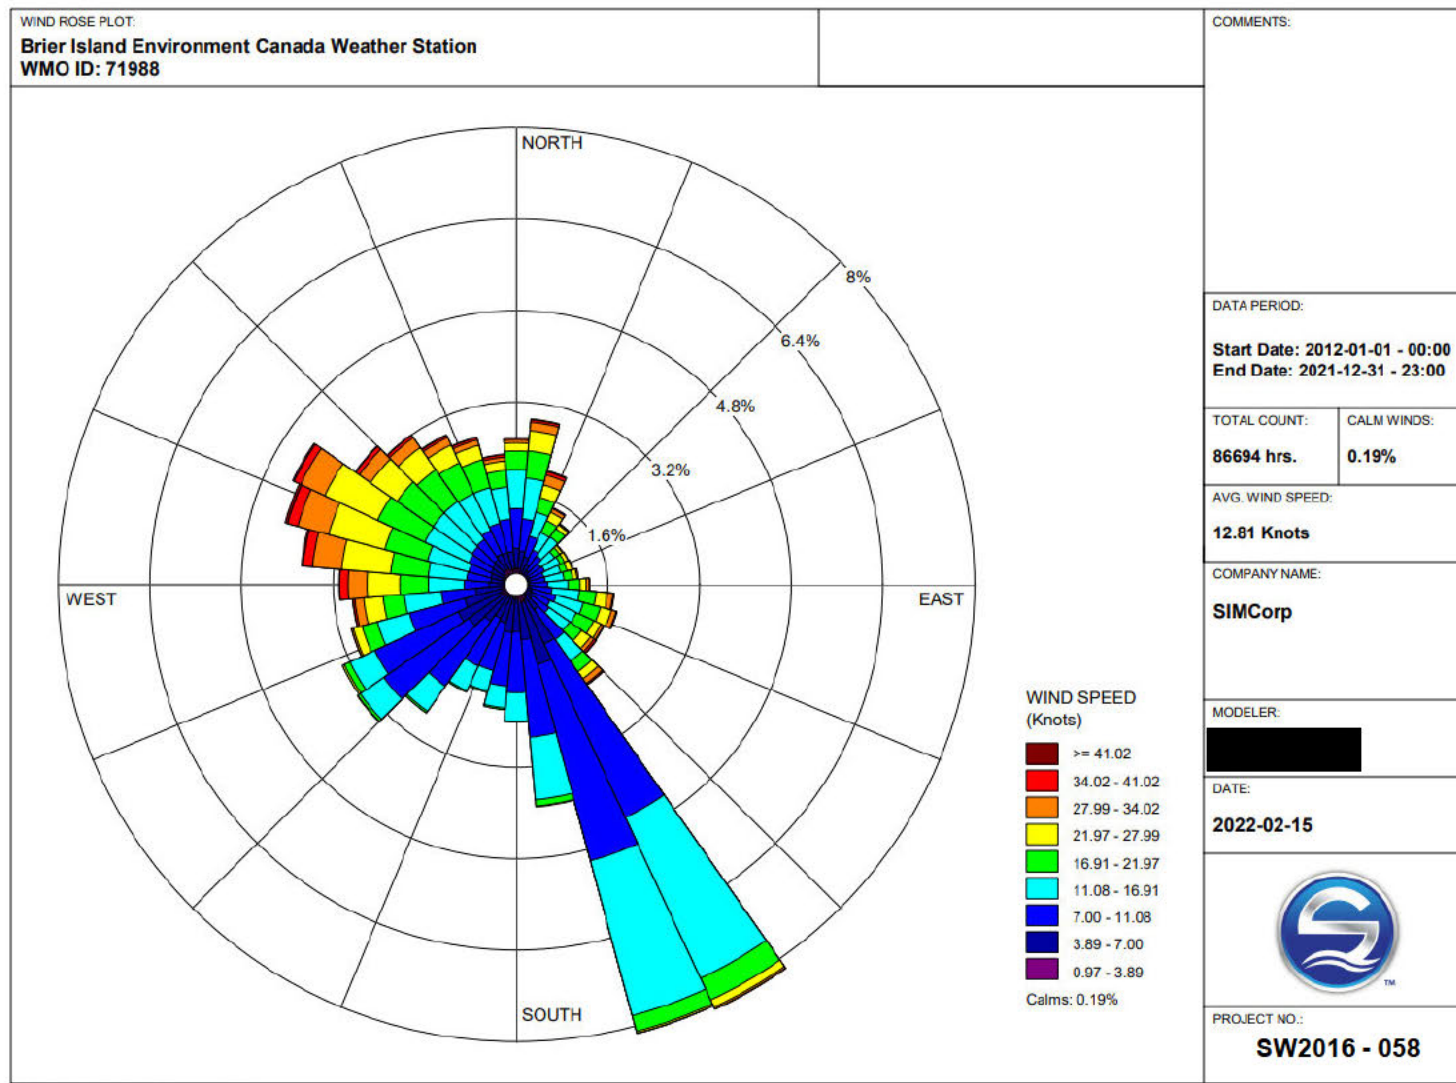 WIND ROSE PLOT:
Brier Island Environment Canada Weather Station
WMO ID: 71988
COMMENTS:
NORTH
8%
6.4%
4.8%
3.2%
1.6%
WEST
EAST
SOUTH
WIND SPEED
(Knots)
>= 41.02
34.02 - 41.02
27.99 - 34.02
21.97 - 27.99
16.91 - 21.97
11.08 - 16.91
7.00 - 11.08
3.89 - 7.00
0.97 - 3.89
Calms: 0.19%
DATA PERIOD:
Start Date: 2012-01-01 - 00:00
End Date: 2021-12-31 - 23:00
TOTAL COUNT:
86694 hrs.
CALM WINDS:
0.19%
AVG. WIND SPEED:
12.81 Knots
COMPANY NAME:
SIMCorp
MODELER:
DATE:
2022-02-15
TM
PROJECT NO.:
SW2016 - 058